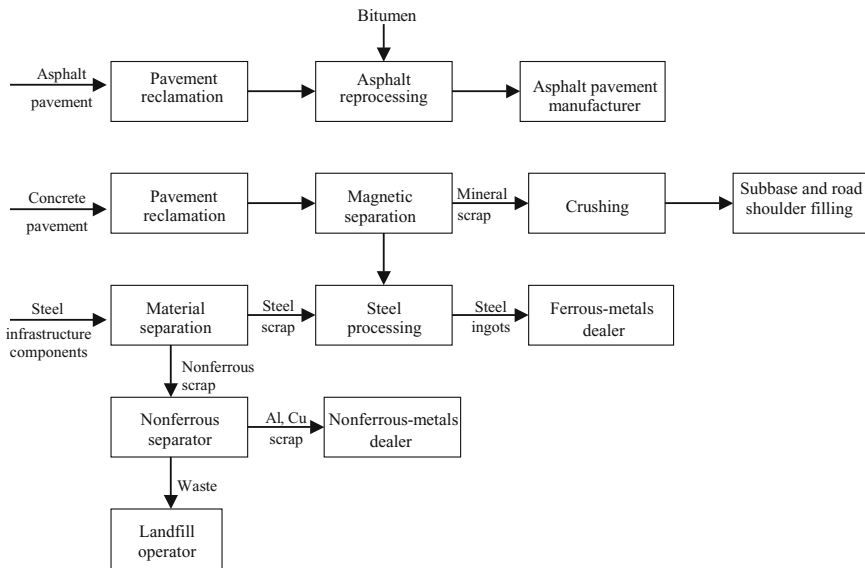 Bitumen
Asphalt
pavement
Pavement
reclamation
Asphalt
reprocessing
Asphalt pavement
manufacturer
Concrete
pavement
Pavement
reclamation
Magnetic
separation
Mineral
scrap
Crushing
Subbase and road
shoulder filling
Steel
infrastructure
components
Material
separation
Steel
scrap
Steel
processing
Steel
ingots
Ferrous-metals
dealer
Nonferrous
scrap
Nonferrous
separator
Al, Cu
scrap
Nonferrous-metals
dealer
Waste
Landfill
operator